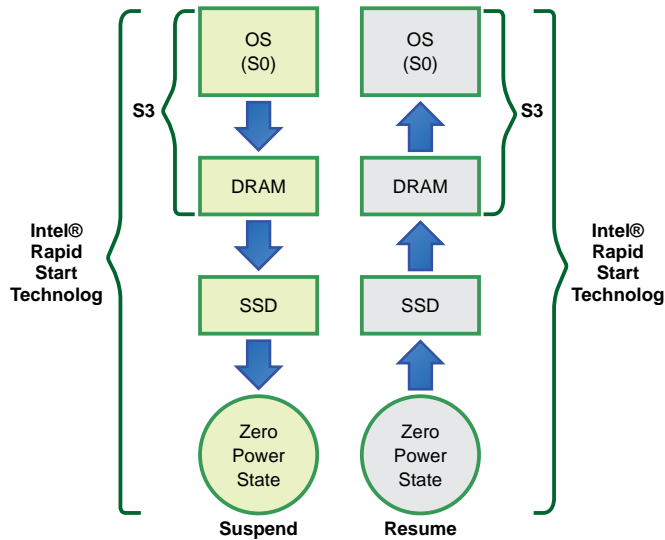 OS
(S0)
OS
(S0)
S3
S3
DRAM
DRAM
Intel®
Rapid
Start
Technolog
Intel®
Rapid
Start
Technolog
SSD
SSD
Zero
Power
State
Zero
Power
State
Suspend
Resume